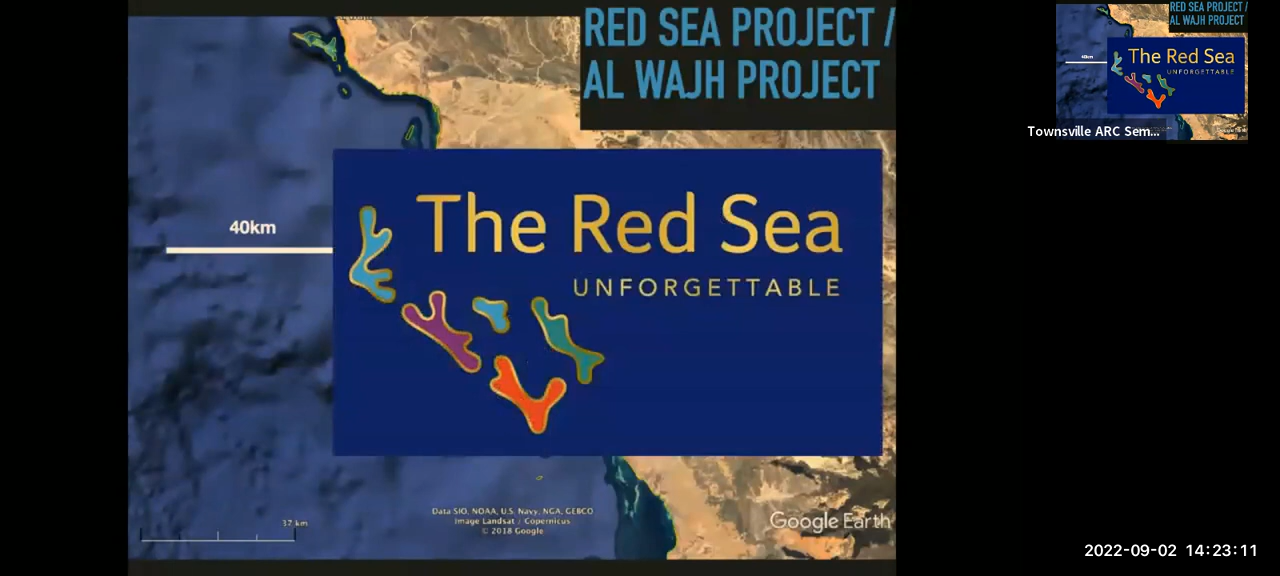 RED SEA PROJECT /
AL WAJH PROJECT
40km
The Red Sea
UNFORGETTABLE
37 km
Data SIO, NOAA, U.S. Navy, NGA, GEBCO
Image Landsat / Copernicus
© 2018 Google
Google Earth
RED SEA PROJECT /
AL WAJH PROJECT
40km
The Red Sea
UNFORGETTABLE
Townsville ARC Sem...
2022-09-02 14:23:11